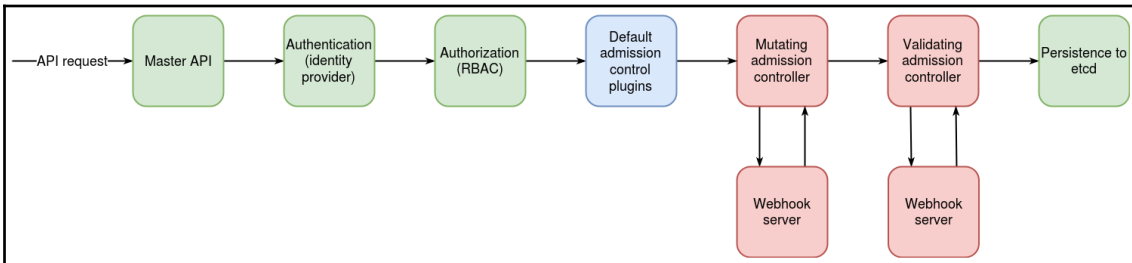 API request
Master API
Authentication
(identity
provider)
Authorization
(RBAC)
Default
admission
control
plugins
Mutating
admission
controller
Validating
admission
controller
Persistence to
etcd
Webhook
server
Webhook
server